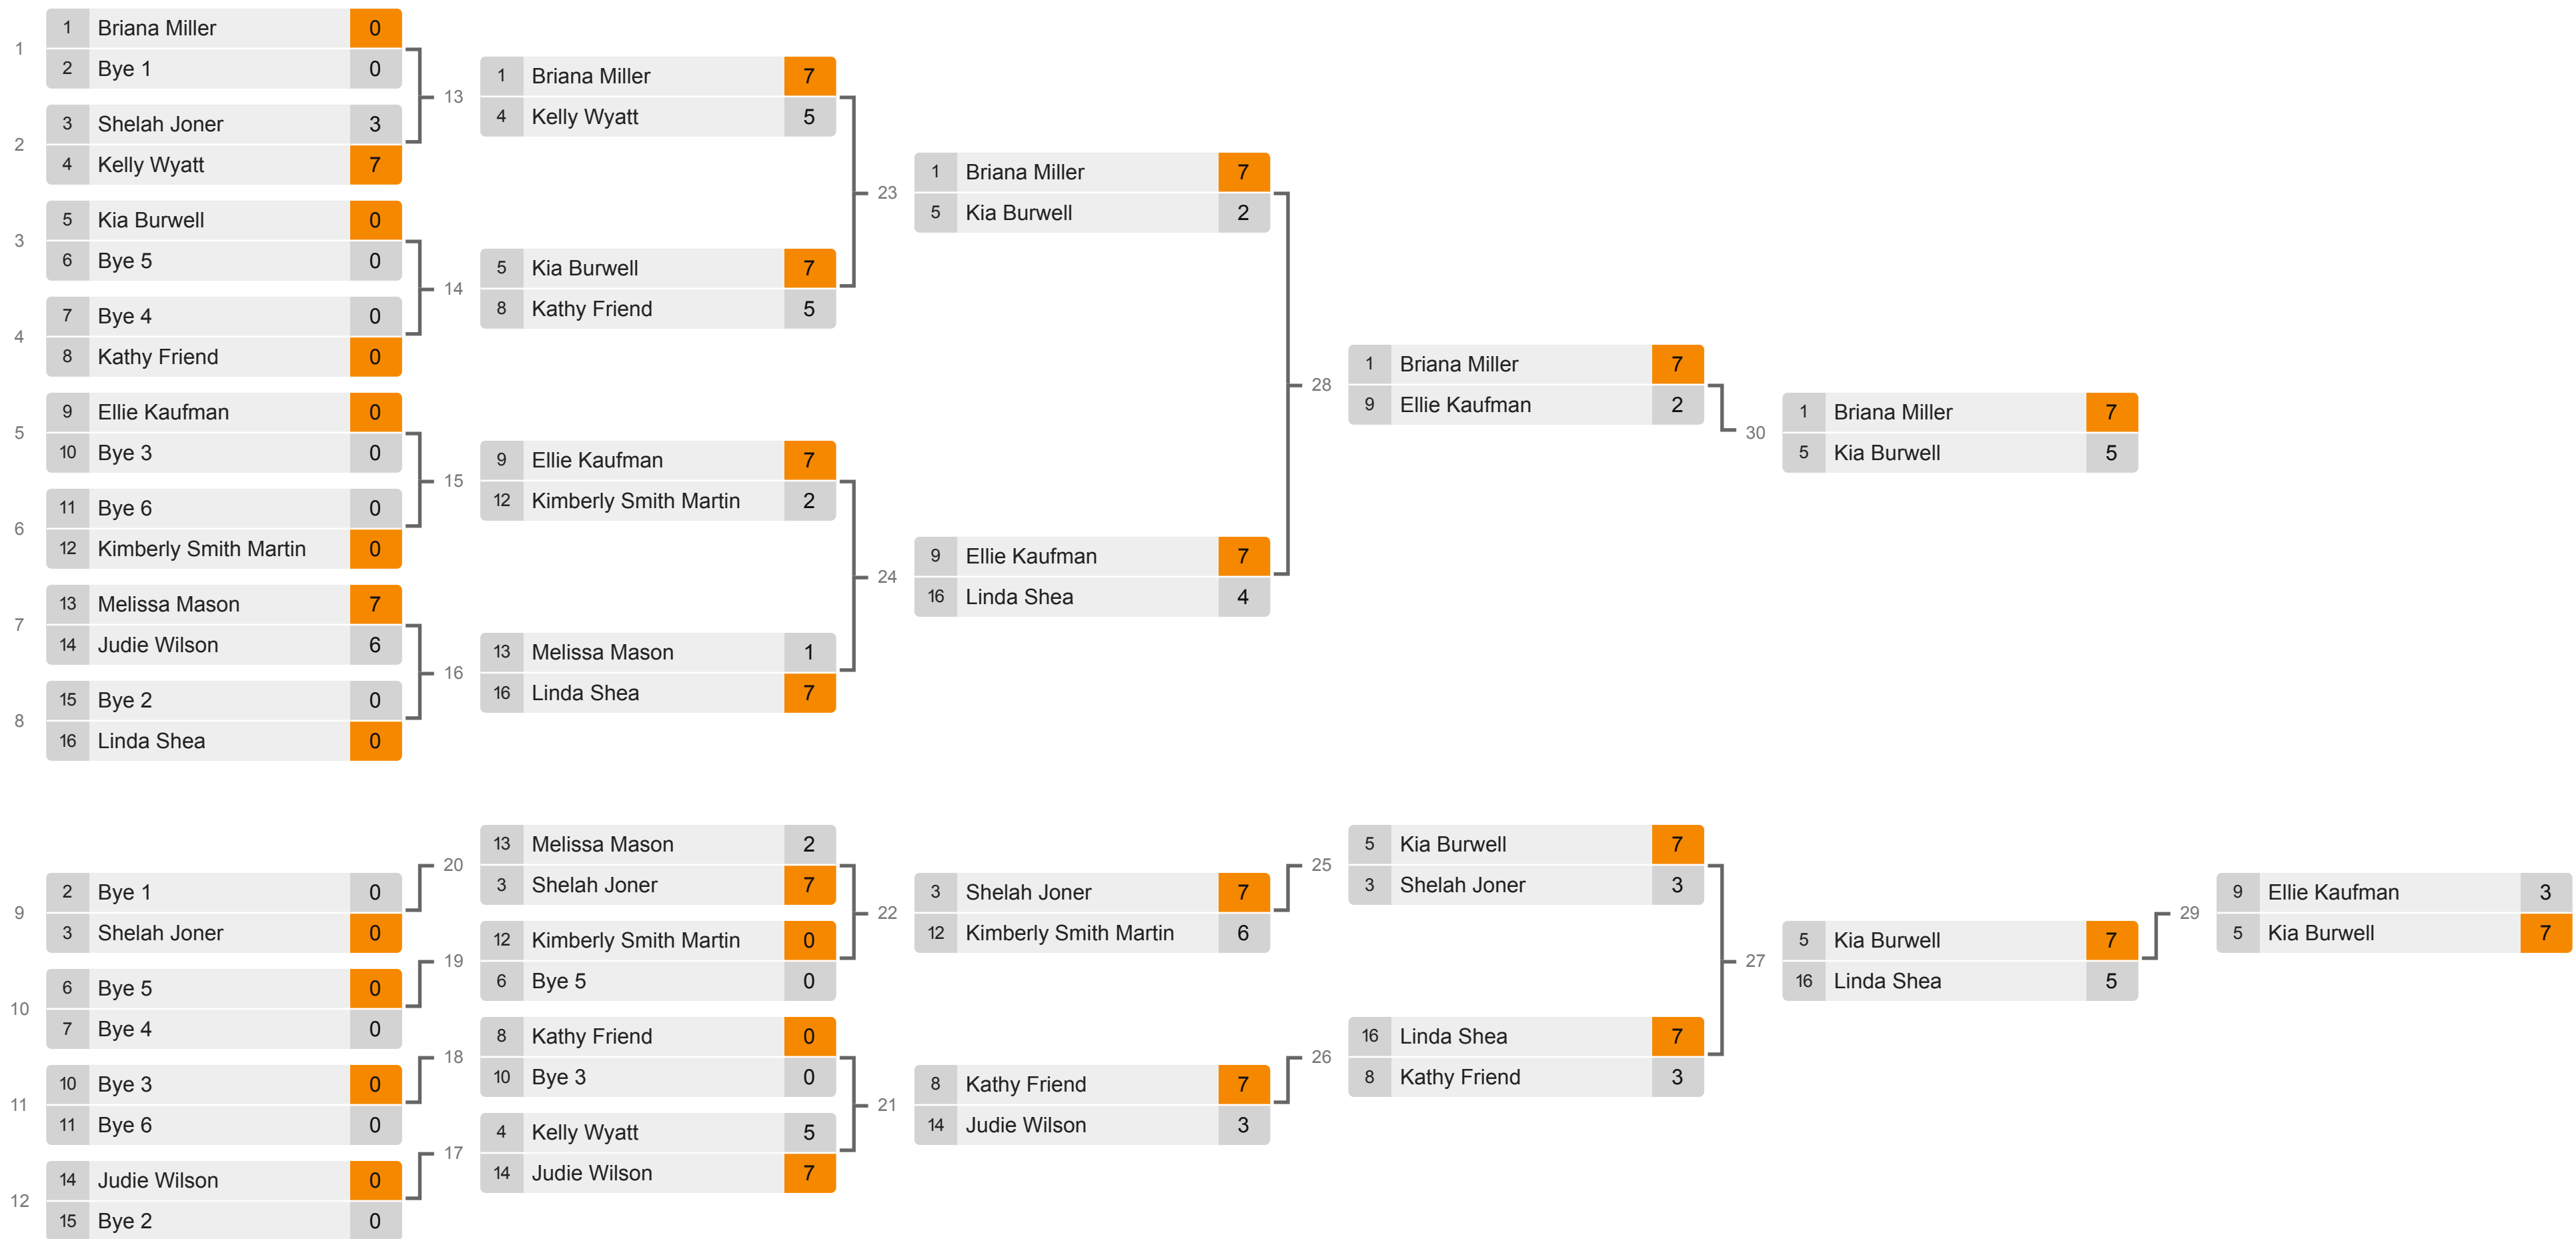 1
1 Briana Miller 0
2 Bye 1 0
2
3 Shelah Joner 3
4 Kelly Wyatt 7
3
5 Kia Burwell 0
6 Bye 5 0
4
7 Bye 4 0
8 Kathy Friend 0
5
9 Ellie Kaufman 0
10 Bye 3 0
6
11 Bye 6 0
12 Kimberly Smith Martin 0
7
13 Melissa Mason 7
14 Judie Wilson 6
8
15 Bye 2 0
16 Linda Shea 0
13
1 Briana Miller 7
4 Kelly Wyatt 5
14
5 Kia Burwell 7
8 Kathy Friend 5
15
9 Ellie Kaufman 7
12 Kimberly Smith Martin 2
16
13 Melissa Mason 1
16 Linda Shea 7
23
1 Briana Miller 7
5 Kia Burwell 2
24
9 Ellie Kaufman 7
16 Linda Shea 4
28
1 Briana Miller 7
9 Ellie Kaufman 2
30
1 Briana Miller 7
5 Kia Burwell 5
9
2 Bye 1 0
3 Shelah Joner 0
10
6 Bye 5 0
7 Bye 4 0
11
10 Bye 3 0
11 Bye 6 0
12
14 Judie Wilson 0
15 Bye 2 0
20
13 Melissa Mason 2
3 Shelah Joner 7
19
12 Kimberly Smith Martin 0
6 Bye 5 0
18
8 Kathy Friend 0
10 Bye 3 0
17
4 Kelly Wyatt 5
14 Judie Wilson 7
22
3 Shelah Joner 7
12 Kimberly Smith Martin 6
21
8 Kathy Friend 7
14 Judie Wilson 3
25
5 Kia Burwell 7
3 Shelah Joner 3
26
16 Linda Shea 7
8 Kathy Friend 3
27
5 Kia Burwell 7
16 Linda Shea 5
29
9 Ellie Kaufman 3
5 Kia Burwell 7